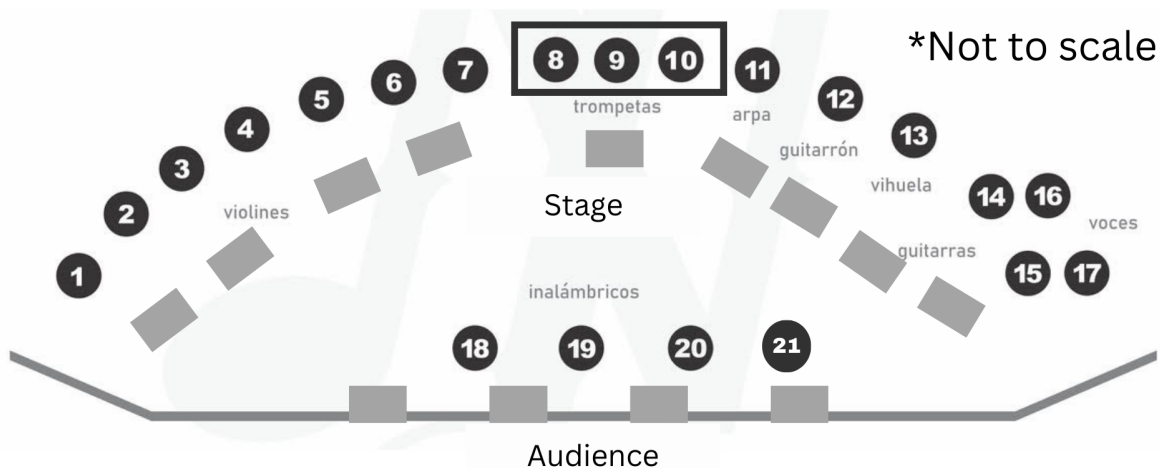 *Not to scale
7 8 9 10 11
6 12
5 13
4
trompetas
arpa
guitarrón
3
vihuela
14 16
2
violines
Stage
voces
guitarras
1
15 17
inalámbricos
18 19 20 21
Audience